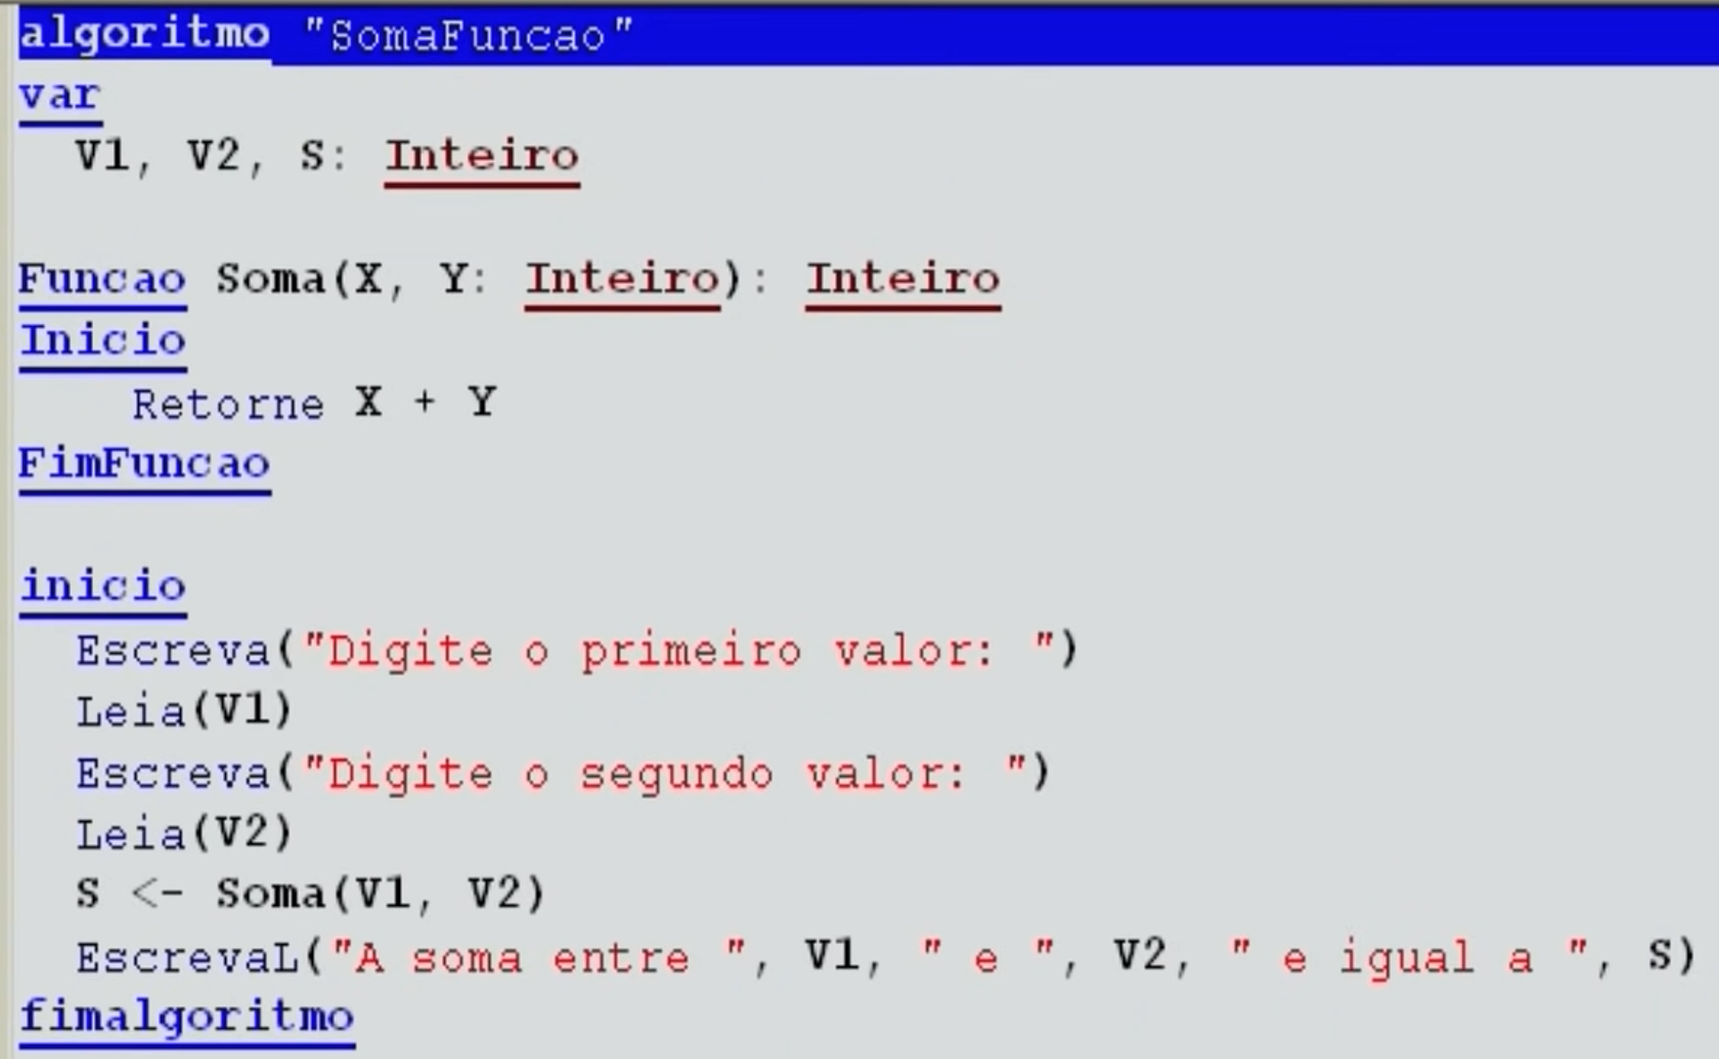 algoritmo "SomaFuncao"
var
V1, V2, S: Inteiro
Funcao Soma(X, Y: Inteiro): Inteiro
Inicio
Retorne X + Y
FimFuncao
inicio
Escreva("Digite o primeiro valor: ")
Leia(V1)
Escreva("Digite o segundo valor: ")
Leia(V2)
S <- Soma(V1, V2)
EscrevaL("A soma entre ", V1, " e ", V2, " e igual a ", S)
fimalgoritmo